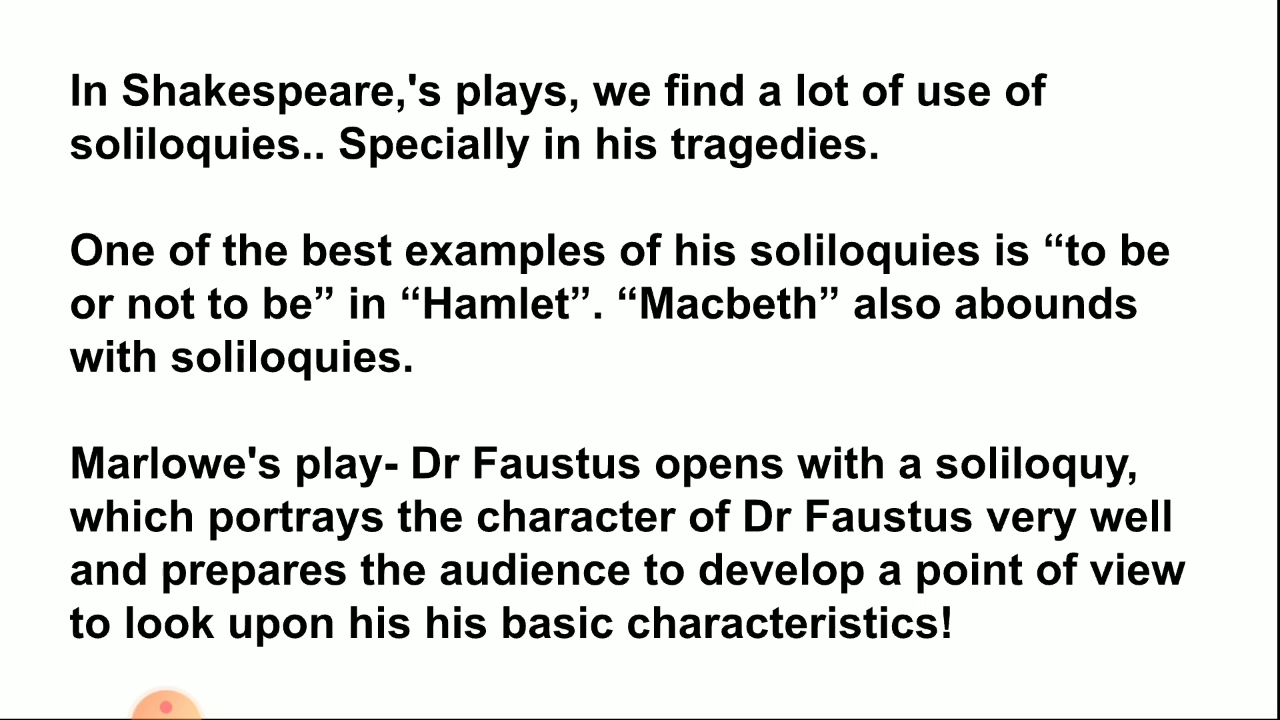 In Shakespeare,'s plays, we find a lot of use of
soliloquies.. Specially in his tragedies.
One of the best examples of his soliloquies is “to be
or not to be” in “Hamlet”. “Macbeth” also abounds
with soliloquies.
Marlowe's play- Dr Faustus opens with a soliloquy,
which portrays the character of Dr Faustus very well
and prepares the audience to develop a point of view
to look upon his his basic characteristics!